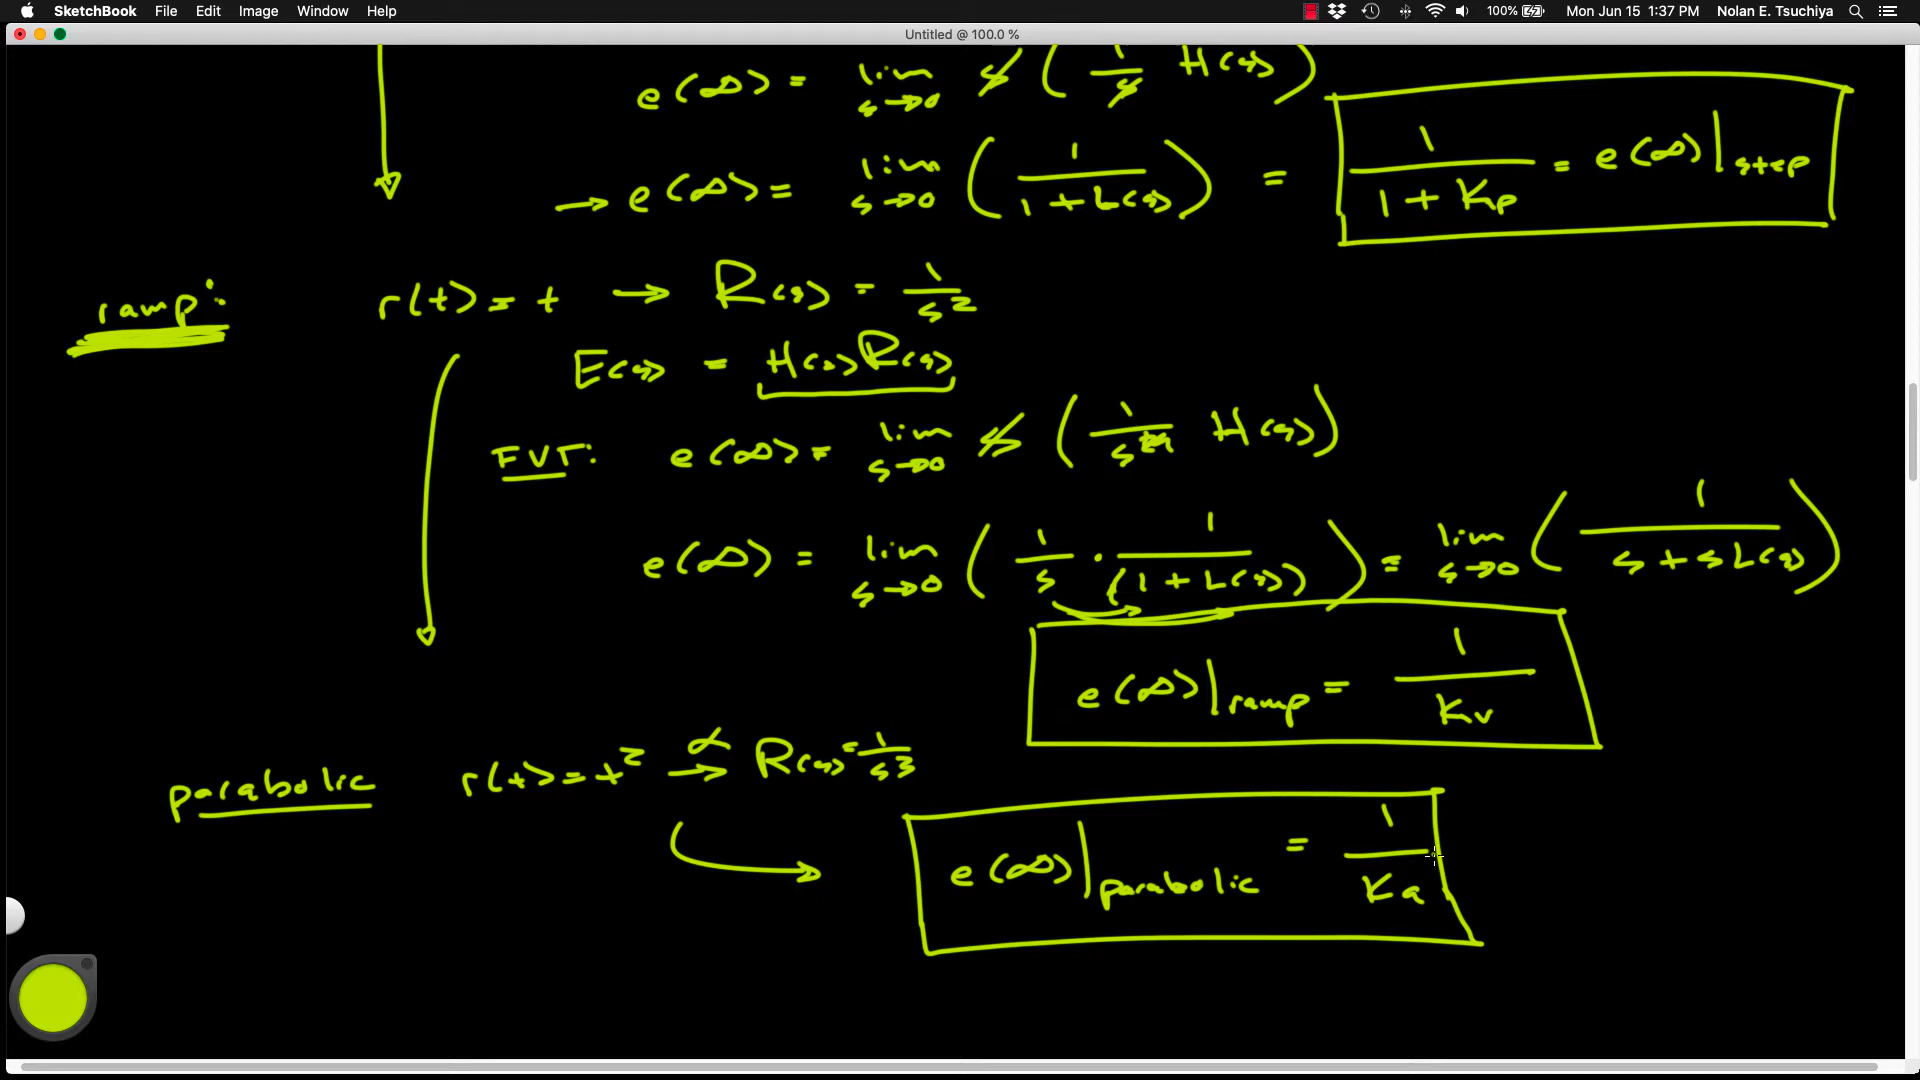 SketchBook File Edit Image Window Help 100% Mon Jun 15 1:37 PM Nolan E. Tsuchiya
Untitled @ 100.0 %
e(∞) = lim s→0 s ( 1/s H(s) )
→ e(∞) = lim s→0 ( 1/(1 + L(s)) ) = 1/(1 + Kp) = e(∞)|step
ramp: r(t) = t → R(s) = 1/s²
E(s) = H(s)R(s)
FVT: e(∞) = lim s→0 s ( 1/s² H(s) )
e(∞) = lim s→0 ( 1/s · 1/(1 + L(s)) ) = lim s→0 ( 1/(s + sL(s)) )
e(∞)|ramp = 1/Kv
parabolic r(t) = t² →^α R(s) = 1/s³
e(∞)|parabolic = 1/Ka